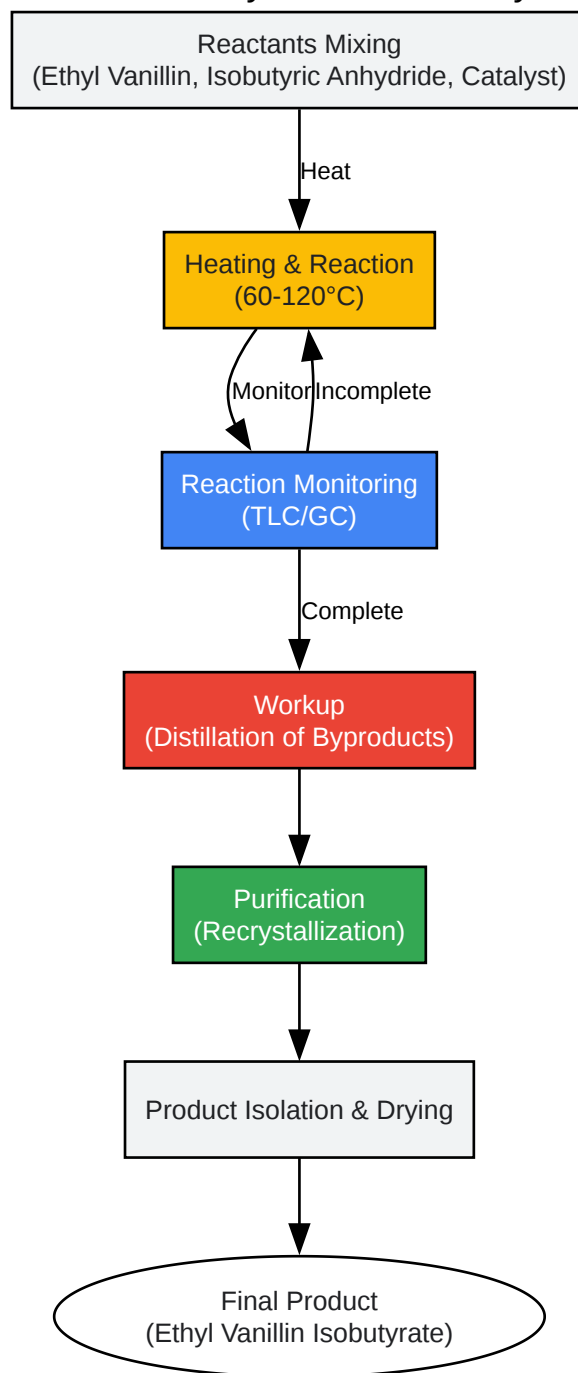 Reactants Mixing
(Ethyl Vanillin, Isobutyric Anhydride, Catalyst)
Heat
Heating & Reaction
(60-120°C)
Monitor
Incomplete
Reaction Monitoring
(TLC/GC)
Complete
Workup
(Distillation of Byproducts)
Purification
(Recrystallization)
Product Isolation & Drying
Final Product
(Ethyl Vanillin Isobutyrate)